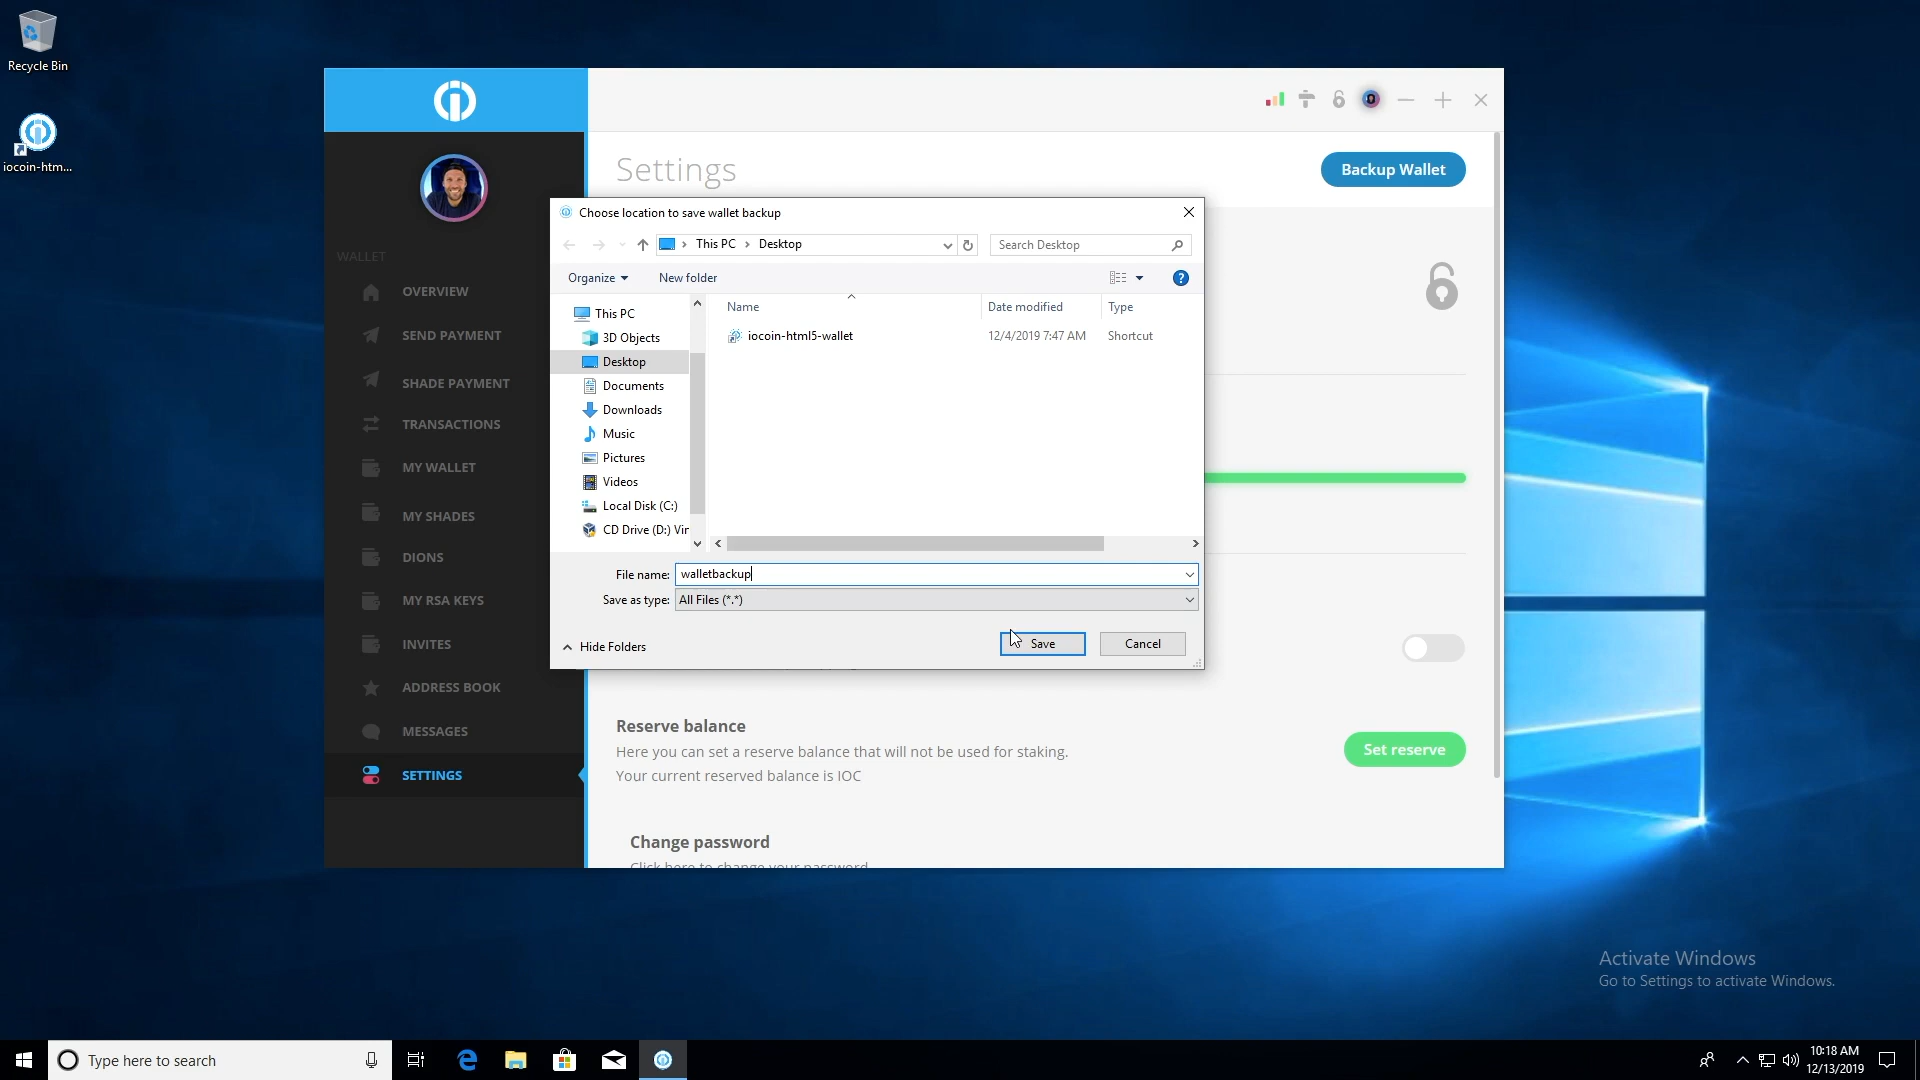 Recycle Bin
iocoin-htm...
Settings
Backup Wallet
WALLET
OVERVIEW
SEND PAYMENT
SHADE PAYMENT
TRANSACTIONS
MY WALLET
MY SHADES
DIONS
MY RSA KEYS
INVITES
ADDRESS BOOK
MESSAGES
SETTINGS
Choose location to save wallet backup
This PC > Desktop
Search Desktop
Organize
New folder
Name
Date modified
Type
This PC
3D Objects
Desktop
Documents
Downloads
Music
Pictures
Videos
Local Disk (C:)
CD Drive (D:) Vir
iocoin-html5-wallet
12/4/2019 7:47 AM
Shortcut
File name: walletbackup
Save as type: All Files (*.*)
Hide Folders
Save
Cancel
Reserve balance
Here you can set a reserve balance that will not be used for staking.
Your current reserved balance is IOC
Set reserve
Change password
Click here to change your password
Activate Windows
Go to Settings to activate Windows.
Type here to search
10:18 AM
12/13/2019